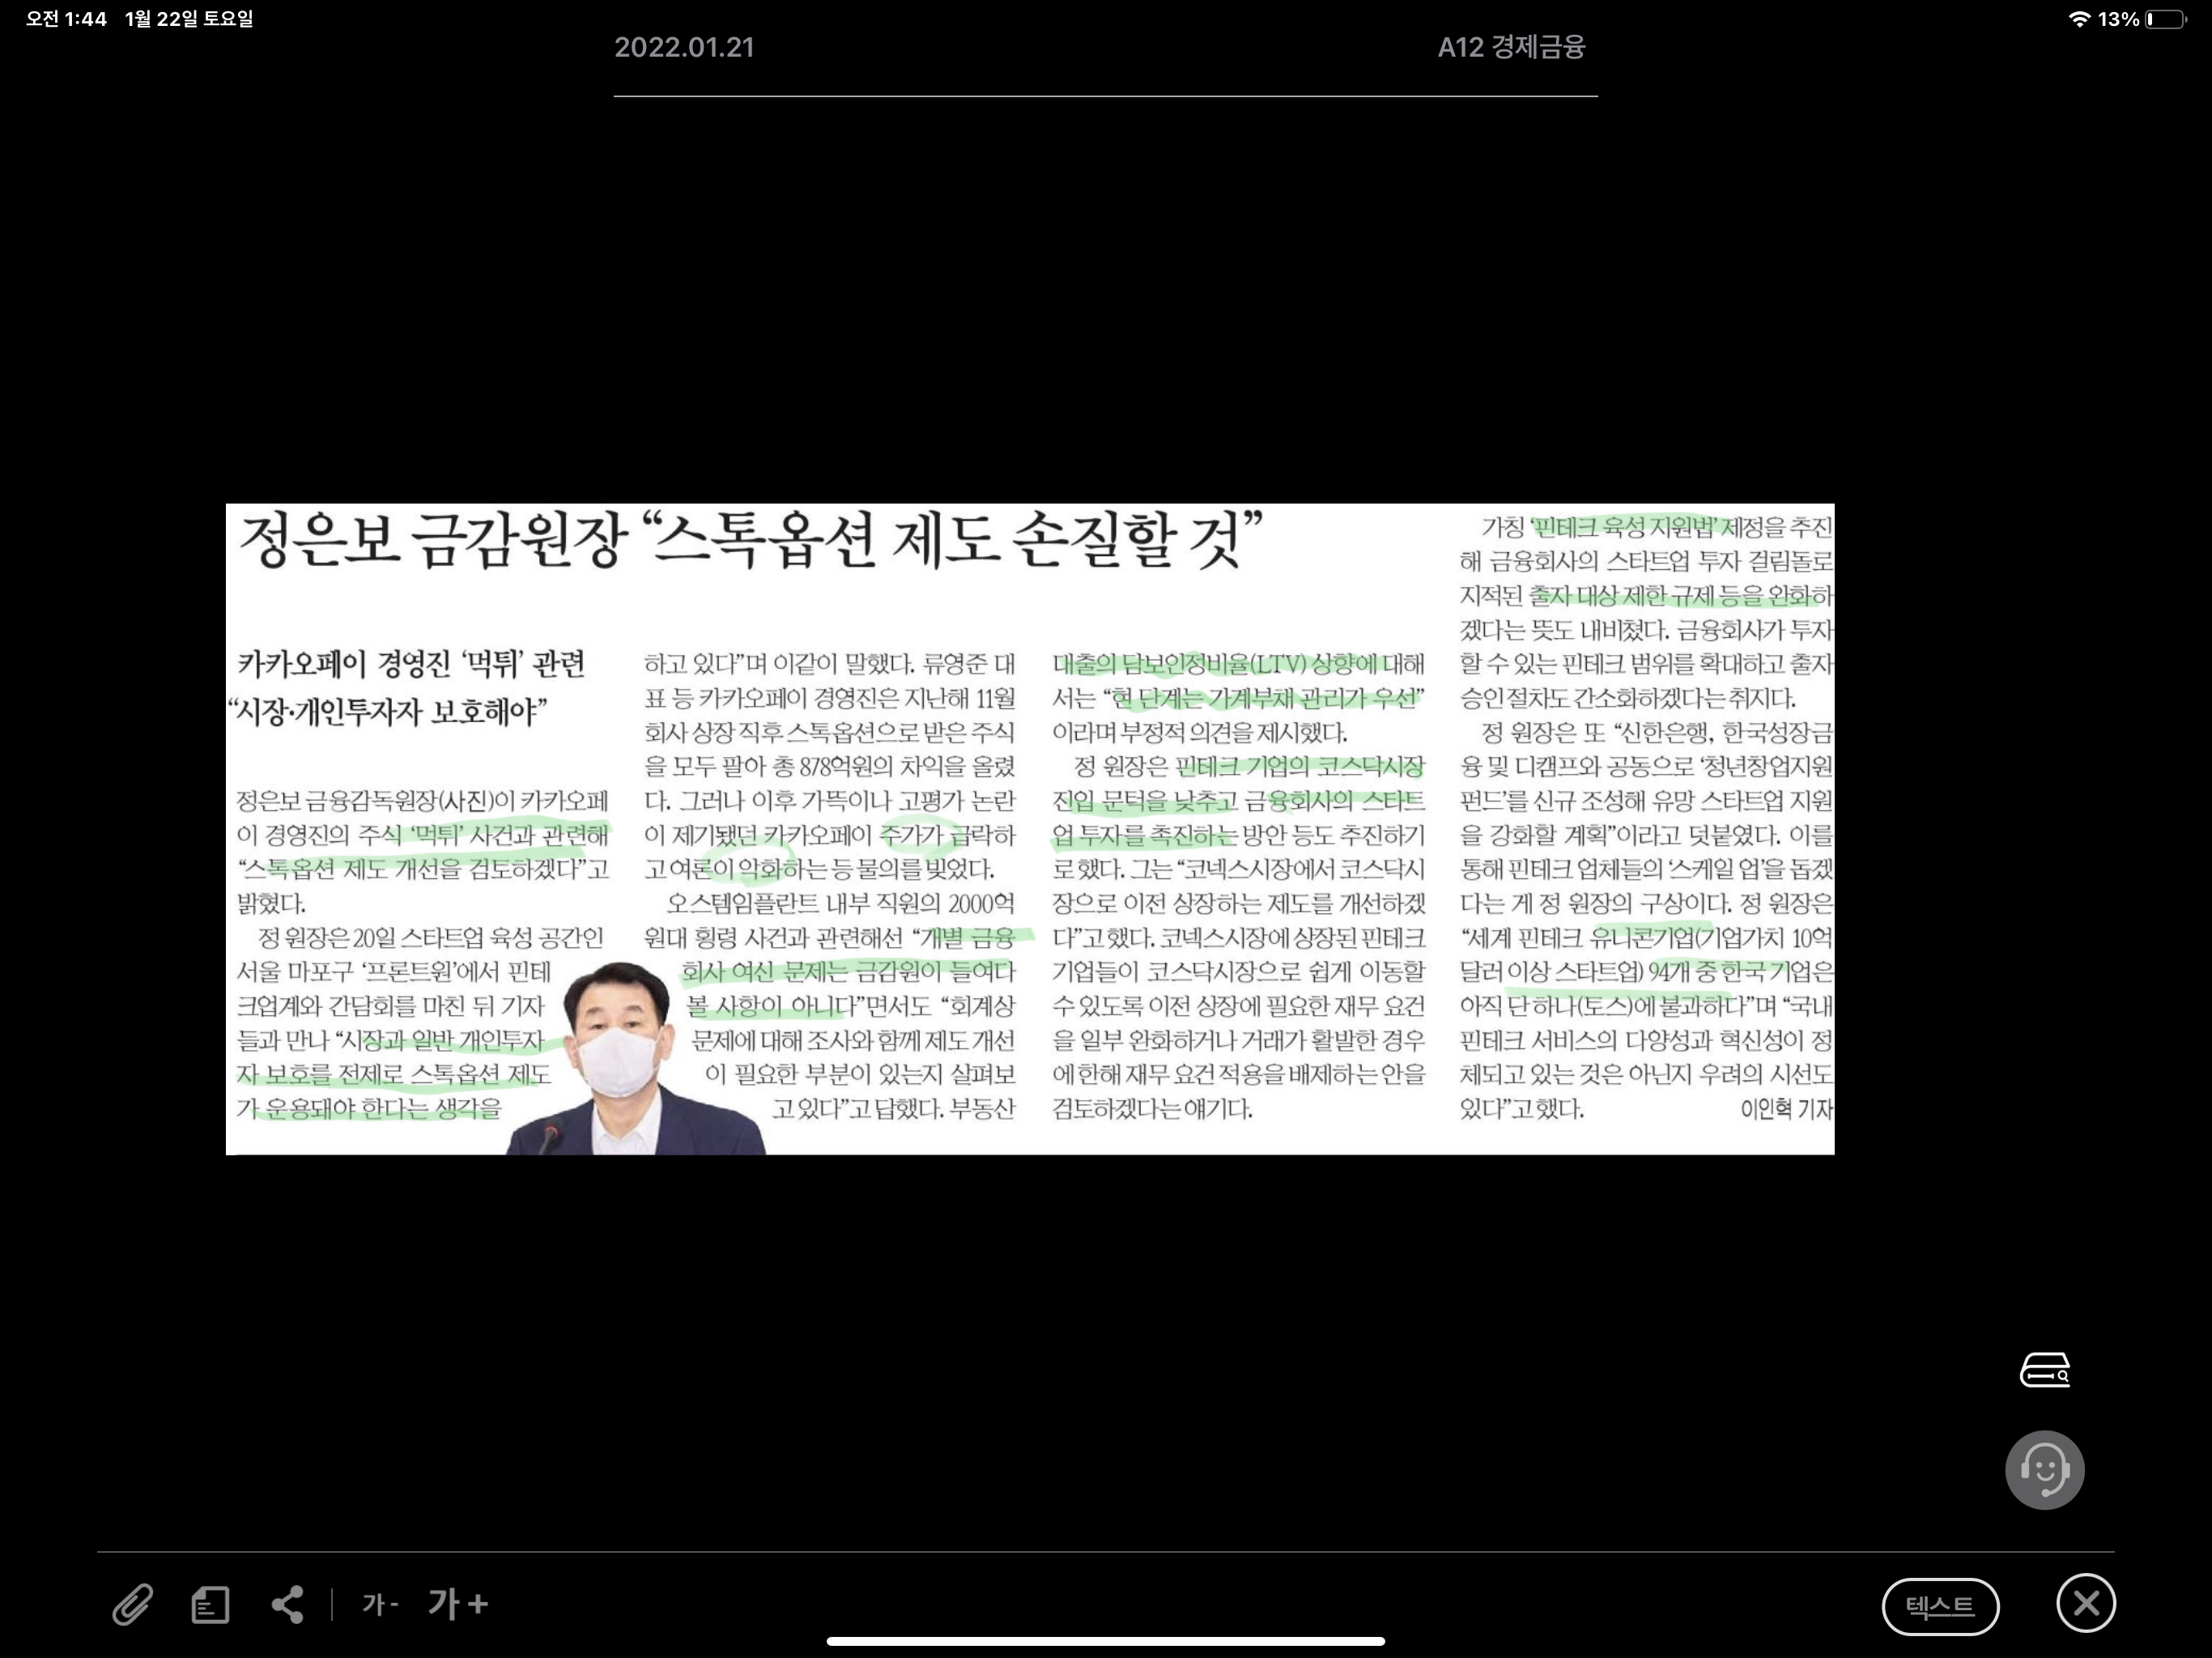 오전 1:44 1월 22일 토요일
13%
2022.01.21
A12 경제금융
정은보 금감원장 “스톡옵션 제도 손질할 것”
카카오페이 경영진 ‘먹튀’ 관련
“시장·개인투자자 보호해야”
정은보 금융감독원장(사진)이 카카오페
이 경영진의 주식 ‘먹튀’ 사건과 관련해
“스톡옵션 제도 개선을 검토하겠다”고
밝혔다.
정 원장은 20일 스타트업 육성 공간인
서울 마포구 ‘프론트원’에서 핀테
크업계와 간담회를 마친 뒤 기자
들과 만나 “시장과 일반 개인투자
자 보호를 전제로 스톡옵션 제도
가 운용돼야 한다는 생각을
하고 있다”며 이같이 말했다. 류영준 대
표 등 카카오페이 경영진은 지난해 11월
회사 상장 직후 스톡옵션으로 받은 주식
을 모두 팔아 총 878억원의 차익을 올렸
다. 그러나 이후 가뜩이나 고평가 논란
이 제기됐던 카카오페이 주가가 급락하
고 여론이 악화하는 등 물의를 빚었다.
오스템임플란트 내부 직원의 2000억
원대 횡령 사건과 관련해선 “개별 금융
회사 여신 문제는 금감원이 들여다
볼 사항이 아니다”면서도 “회계상
문제에 대해 조사와 함께 제도 개선
이 필요한 부분이 있는지 살펴보
고 있다”고 답했다. 부동산
대출의 담보인정비율(LTV) 상향에 대해
서는 “현 단계는 가계부채 관리가 우선”
이라며 부정적 의견을 제시했다.
정 원장은 핀테크 기업의 코스닥시장
진입 문턱을 낮추고 금융회사의 스타트
업 투자를 촉진하는 방안 등도 추진하기
로 했다. 그는 “코넥스시장에서 코스닥시
장으로 이전 상장하는 제도를 개선하겠
다”고 했다. 코넥스시장에 상장된 핀테크
기업들이 코스닥시장으로 쉽게 이동할
수 있도록 이전 상장에 필요한 재무 요건
을 일부 완화하거나 거래가 활발한 경우
에 한해 재무 요건 적용을 배제하는 안을
검토하겠다는 얘기다.
가칭 ‘핀테크 육성 지원법’ 제정을 추진
해 금융회사의 스타트업 투자 걸림돌로
지적된 출자 대상 제한 규제 등을 완화하
겠다는 뜻도 내비쳤다. 금융회사가 투자
할 수 있는 핀테크 범위를 확대하고 출자
승인 절차도 간소화하겠다는 취지다.
정 원장은 또 “신한은행, 한국성장금
융 및 디캠프와 공동으로 ‘청년창업지원
펀드’를 신규 조성해 유망 스타트업 지원
을 강화할 계획”이라고 덧붙였다. 이를
통해 핀테크 업체들의 ‘스케일 업’을 돕겠
다는 게 정 원장의 구상이다. 정 원장은
“세계 핀테크 유니콘기업(기업가치 10억
달러 이상 스타트업) 94개 중 한국 기업은
아직 단 하나(토스)에 불과하다”며 “국내
핀테크 서비스의 다양성과 혁신성이 정
체되고 있는 것은 아닌지 우려의 시선도
있다”고 했다.
이인혁 기자
가- 가+
텍스트